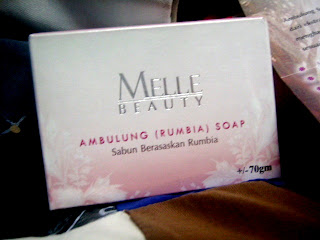 MELLE
BEAUTY
AMBULUNG (RUMBIA) SOAP
Sabun Berasaskan Rumbia
+/-70gm